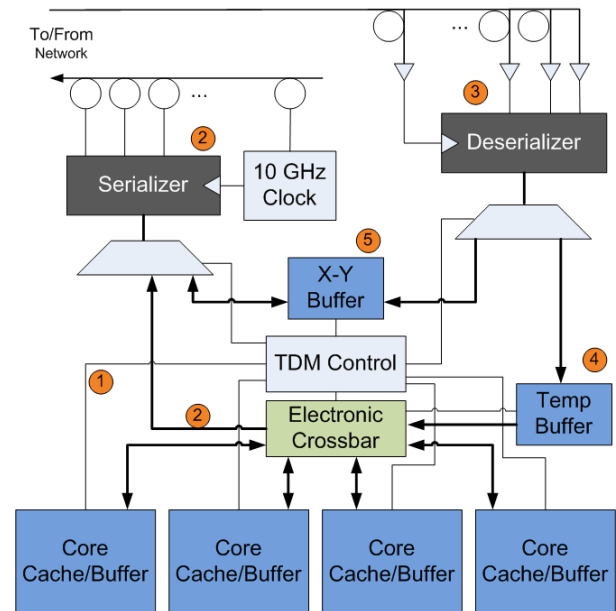 To/From
Network
...
...
3
2
Deserializer
Serializer
10 GHz
Clock
5
X-Y
Buffer
1
TDM Control
4
2
Electronic
Crossbar
Temp
Buffer
Core
Cache/Buffer
Core
Cache/Buffer
Core
Cache/Buffer
Core
Cache/Buffer